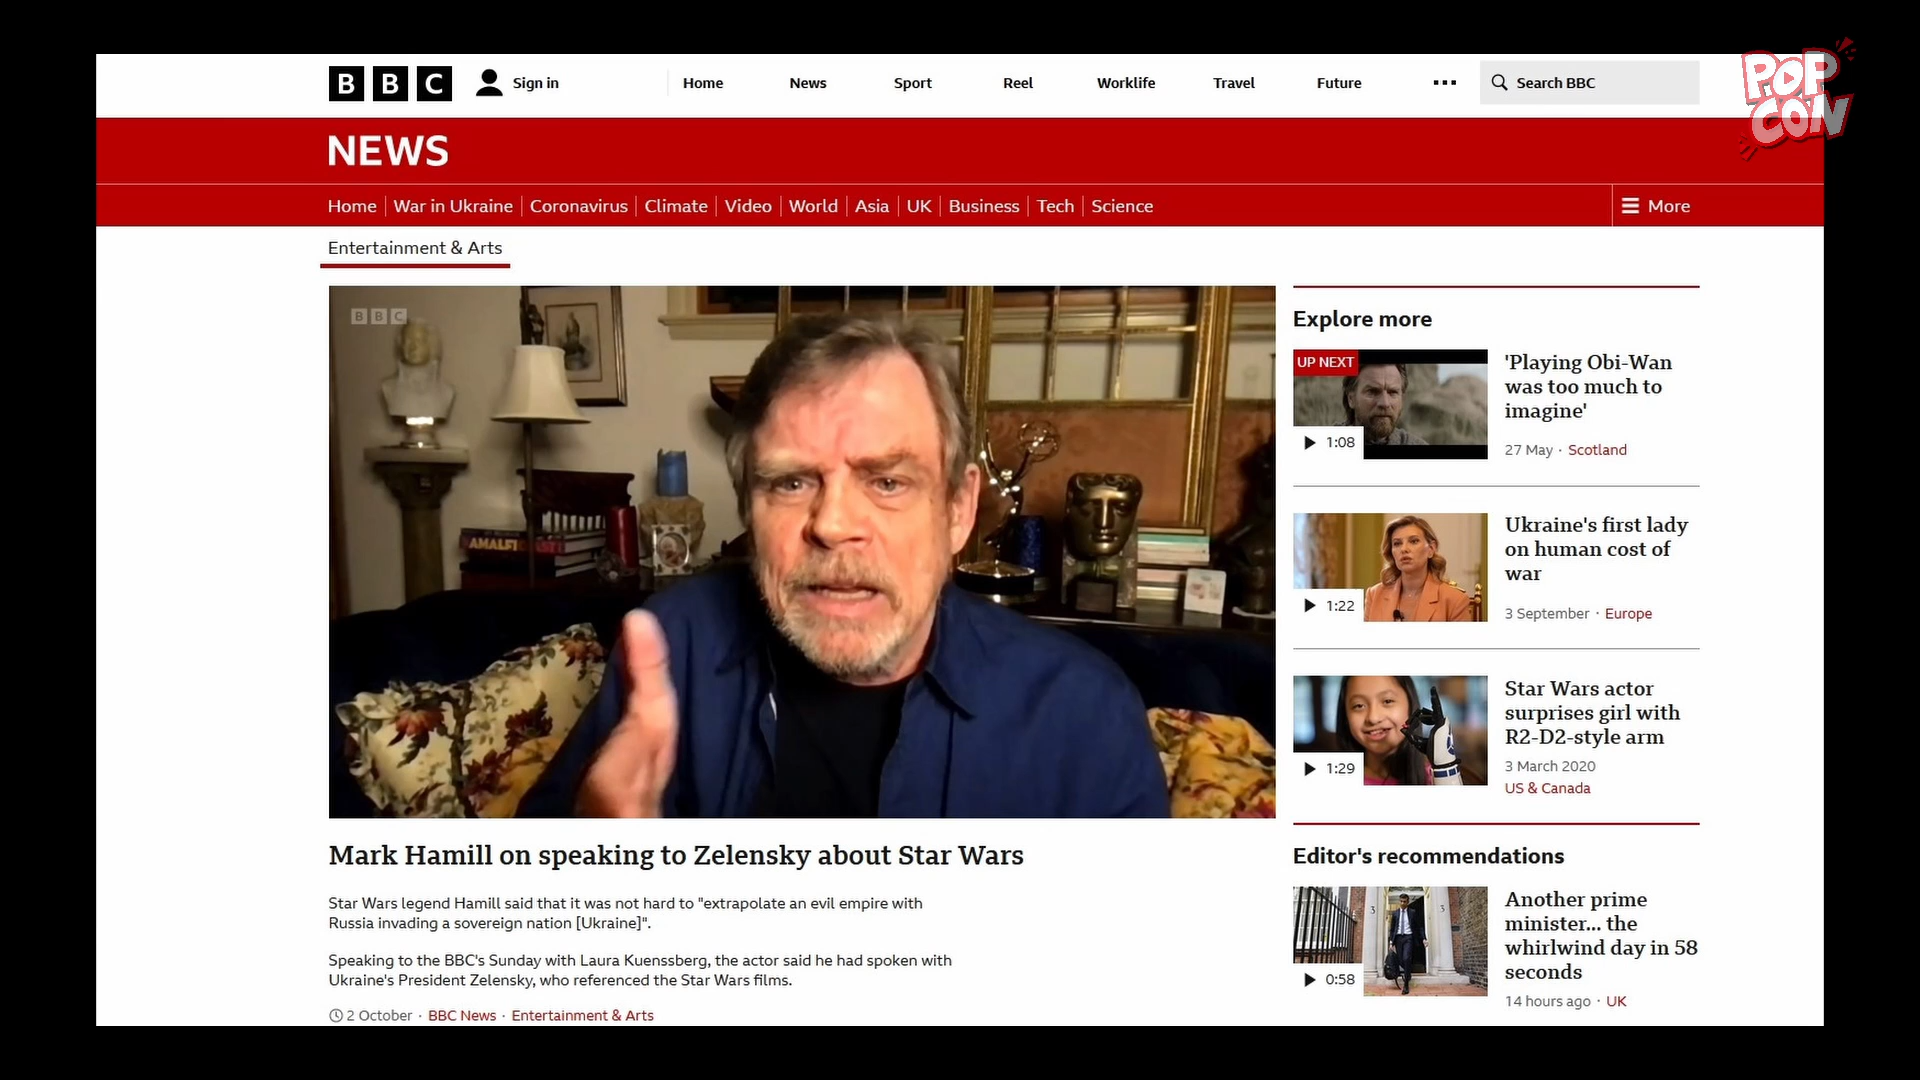 BBC
Sign in
Home
News
Sport
Reel
Worklife
Travel
Future
Search BBC
POP
CON
NEWS
Home
War in Ukraine
Coronavirus
Climate
Video
World
Asia
UK
Business
Tech
Science
More
Entertainment & Arts
BBC
AMALFI
Mark Hamill on speaking to Zelensky about Star Wars
Star Wars legend Hamill said that it was not hard to "extrapolate an evil empire with
Russia invading a sovereign nation [Ukraine]".
Speaking to the BBC's Sunday with Laura Kuenssberg, the actor said he had spoken with
Ukraine's President Zelensky, who referenced the Star Wars films.
2 October · BBC News · Entertainment & Arts
Explore more
UP NEXT
1:08
'Playing Obi-Wan
was too much to
imagine'
27 May · Scotland
1:22
Ukraine's first lady
on human cost of
war
3 September · Europe
1:29
Star Wars actor
surprises girl with
R2-D2-style arm
3 March 2020
US & Canada
Editor's recommendations
0:58
Another prime
minister... the
whirlwind day in 58
seconds
14 hours ago · UK